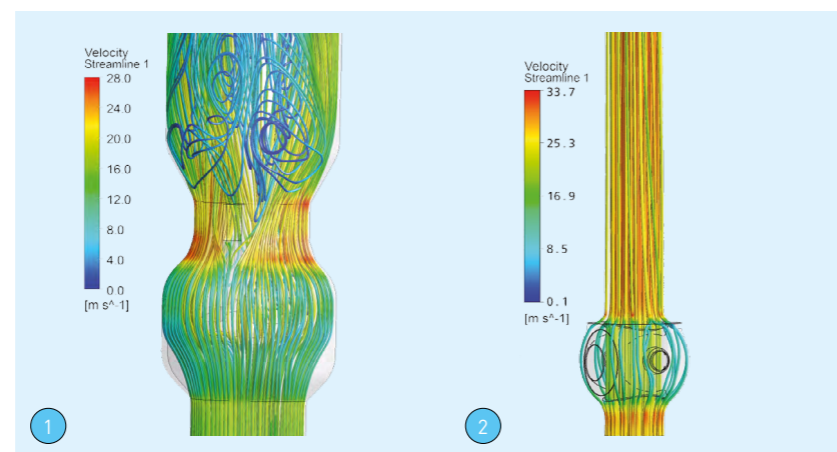 Velocity
Streamline 1
28.0
24.0
20.0
16.0
12.0
8.0
4.0
0.0
[m s^-1]
1
Velocity
Streamline 1
33.7
25.3
16.9
8.5
0.1
[m s^-1]
2